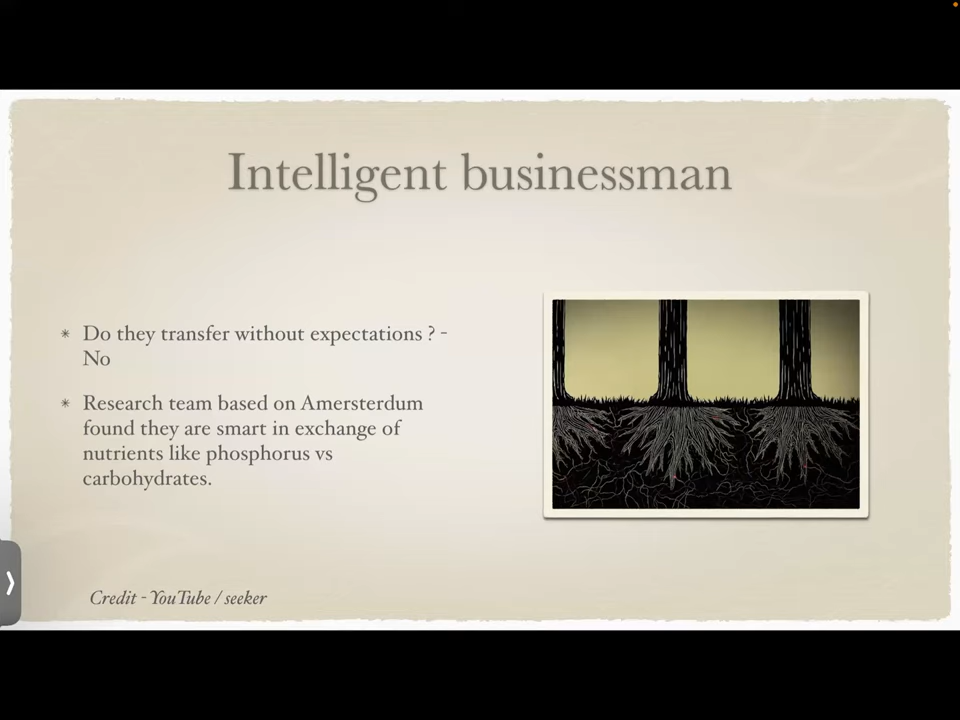 Intelligent businessman
* Do they transfer without expectations ? -
No
* Research team based on Amersterdum
found they are smart in exchange of
nutrients like phosphorus vs
carbohydrates.
Credit - YouTube / seeker